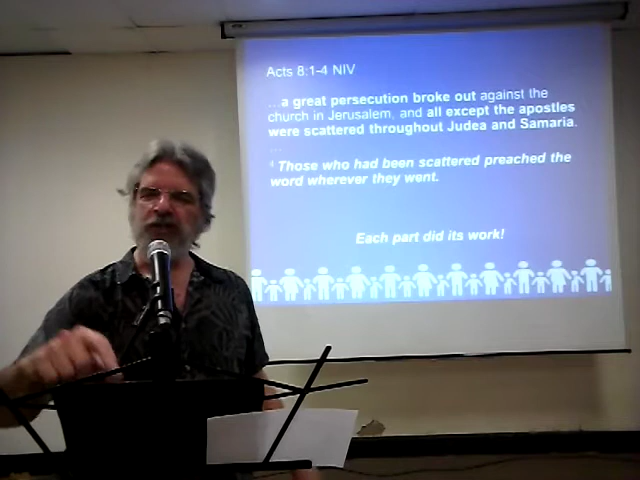 Acts 8:1-4 NIV
…a great persecution broke out against the
church in Jerusalem, and all except the apostles
were scattered throughout Judea and Samaria.
…
4 Those who had been scattered preached the
word wherever they went.
Each part did its work!